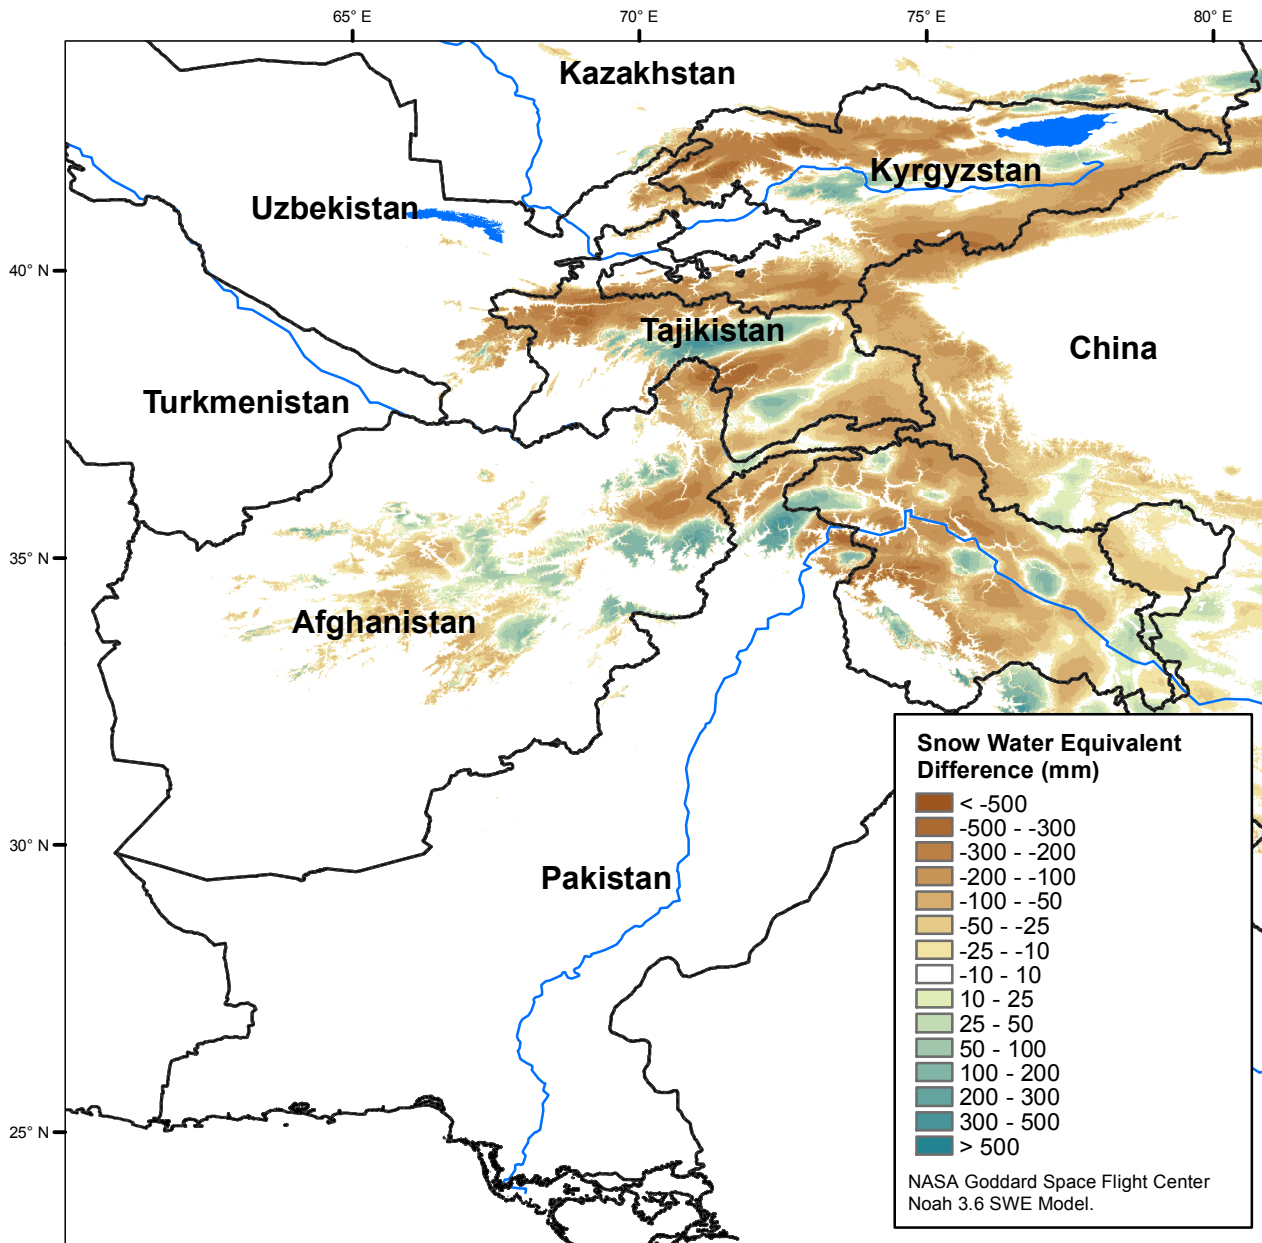 65° E
70° E
75° E
80° E
Kazakhstan
Kyrgyzstan
Uzbekistan
40° N
Tajikistan
China
Turkmenistan
35° N
Afghanistan
30° N
Pakistan
25° N
Snow Water Equivalent
Difference (mm)
< -500
-500 - -300
-300 - -200
-200 - -100
-100 - -50
-50 - -25
-25 - -10
-10 - 10
10 - 25
25 - 50
50 - 100
100 - 200
200 - 300
300 - 500
> 500
NASA Goddard Space Flight Center
Noah 3.6 SWE Model.